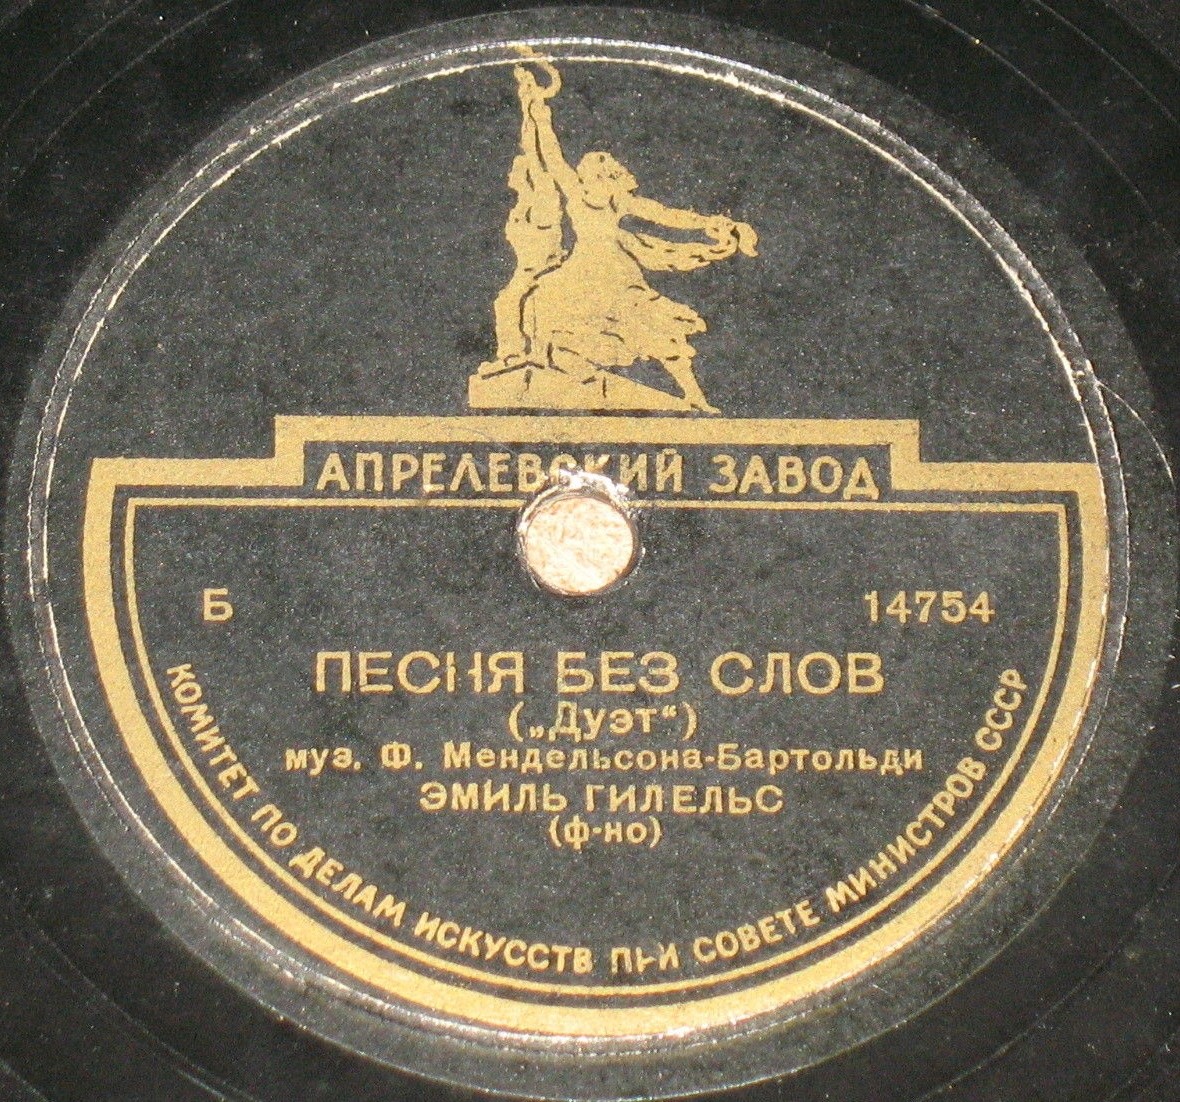 АПРЕЛЕВСКИЙ ЗАВОД
Б 14754
ПЕСНЯ БЕЗ СЛОВ
(„Дуэт“)
муз. Ф. Мендельсона-Бартольди
ЭМИЛЬ ГИЛЕЛЬС
(ф-но)
КОМИТЕТ ПО ДЕЛАМ ИСКУССТВ ПРИ СОВЕТЕ МИНИСТРОВ СССР